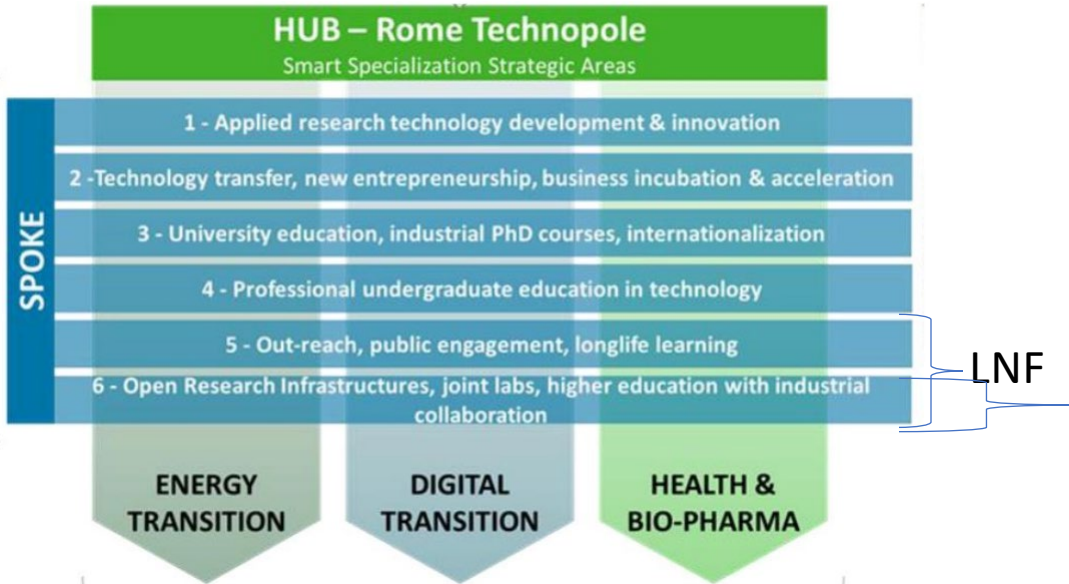 HUB – Rome Technopole
Smart Specialization Strategic Areas
SPOKE
1 - Applied research technology development & innovation
2 -Technology transfer, new entrepreneurship, business incubation & acceleration
3 - University education, industrial PhD courses, internationalization
4 - Professional undergraduate education in technology
5 - Out-reach, public engagement, longlife learning
6 - Open Research Infrastructures, joint labs, higher education with industrial
collaboration
LNF
ENERGY
TRANSITION
DIGITAL
TRANSITION
HEALTH &
BIO-PHARMA